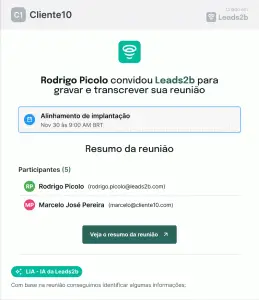 C1 Cliente10
Leads2b
Rodrigo Picolo convidou Leads2b para
gravar e transcrever sua reunião
Alinhamento de implantação
Nov 30 às 9:00 AM BRT
Resumo da reunião
Participantes (5)
RP Rodrigo Picolo (rodrigo.picolo@leads2b.com)
MP Marcelo José Pereira (marcelo@cliente10.com)
Veja o resumo da reunião
LIA - IA da Leads2b
Com base na reunião conseguimos identificar algumas informações: